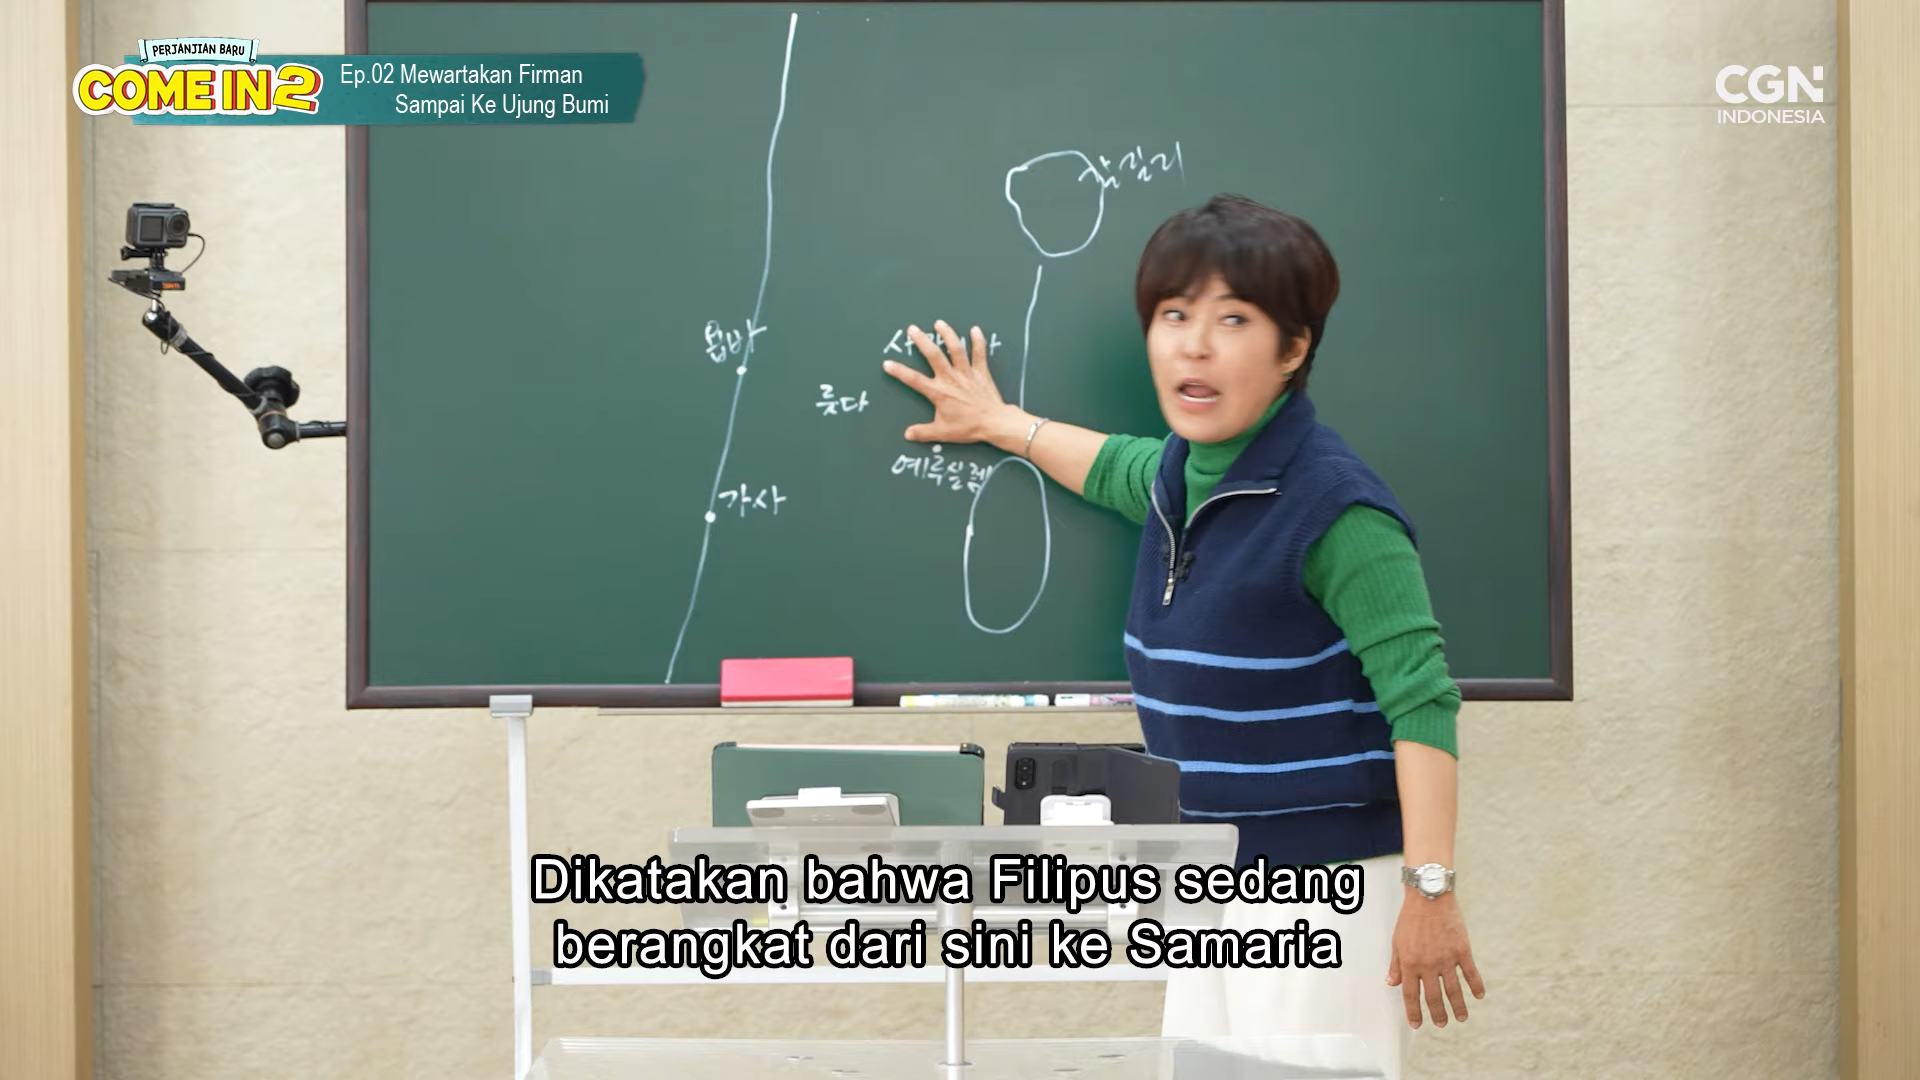 PERJANJIAN BARU
COME IN 2
Ep.02 Mewartakan Firman
Sampai Ke Ujung Bumi
CGN
INDONESIA
갈릴리
욥바
룻다
예루살렘
가사
Dikatakan bahwa Filipus sedang
berangkat dari sini ke Samaria